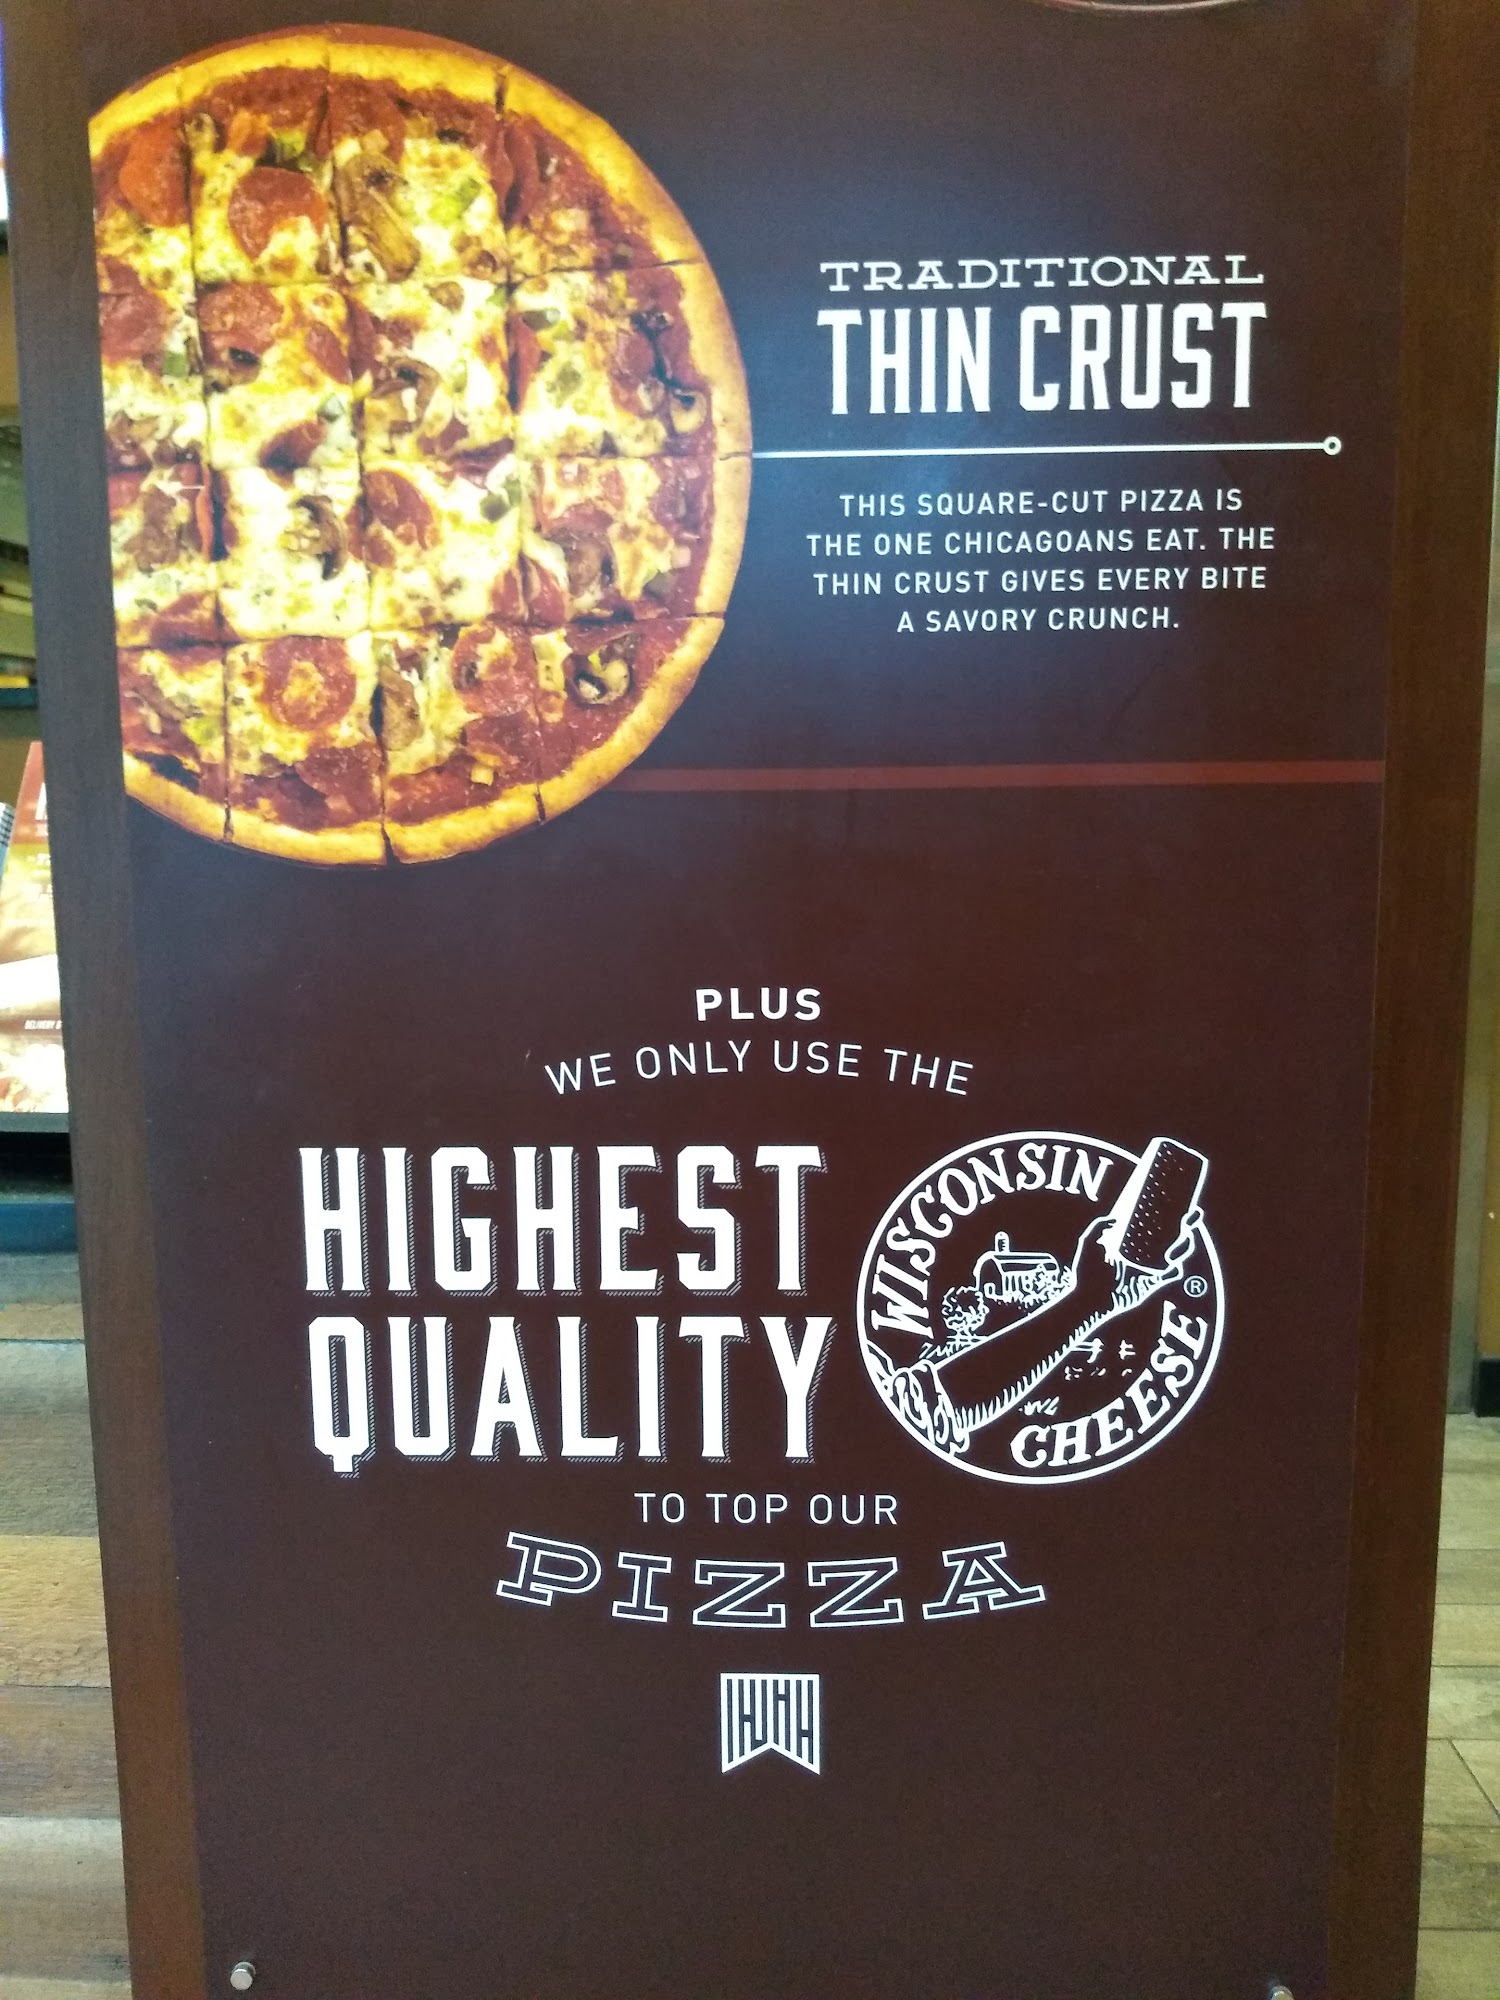 TRADITIONAL
THIN CRUST
THIS SQUARE-CUT PIZZA IS
THE ONE CHICAGOANS EAT. THE
THIN CRUST GIVES EVERY BITE
A SAVORY CRUNCH.
PLUS
WE ONLY USE THE
HIGHEST
QUALITY
WISCONSIN
CHEESE
®
TO TOP OUR
PIZZA